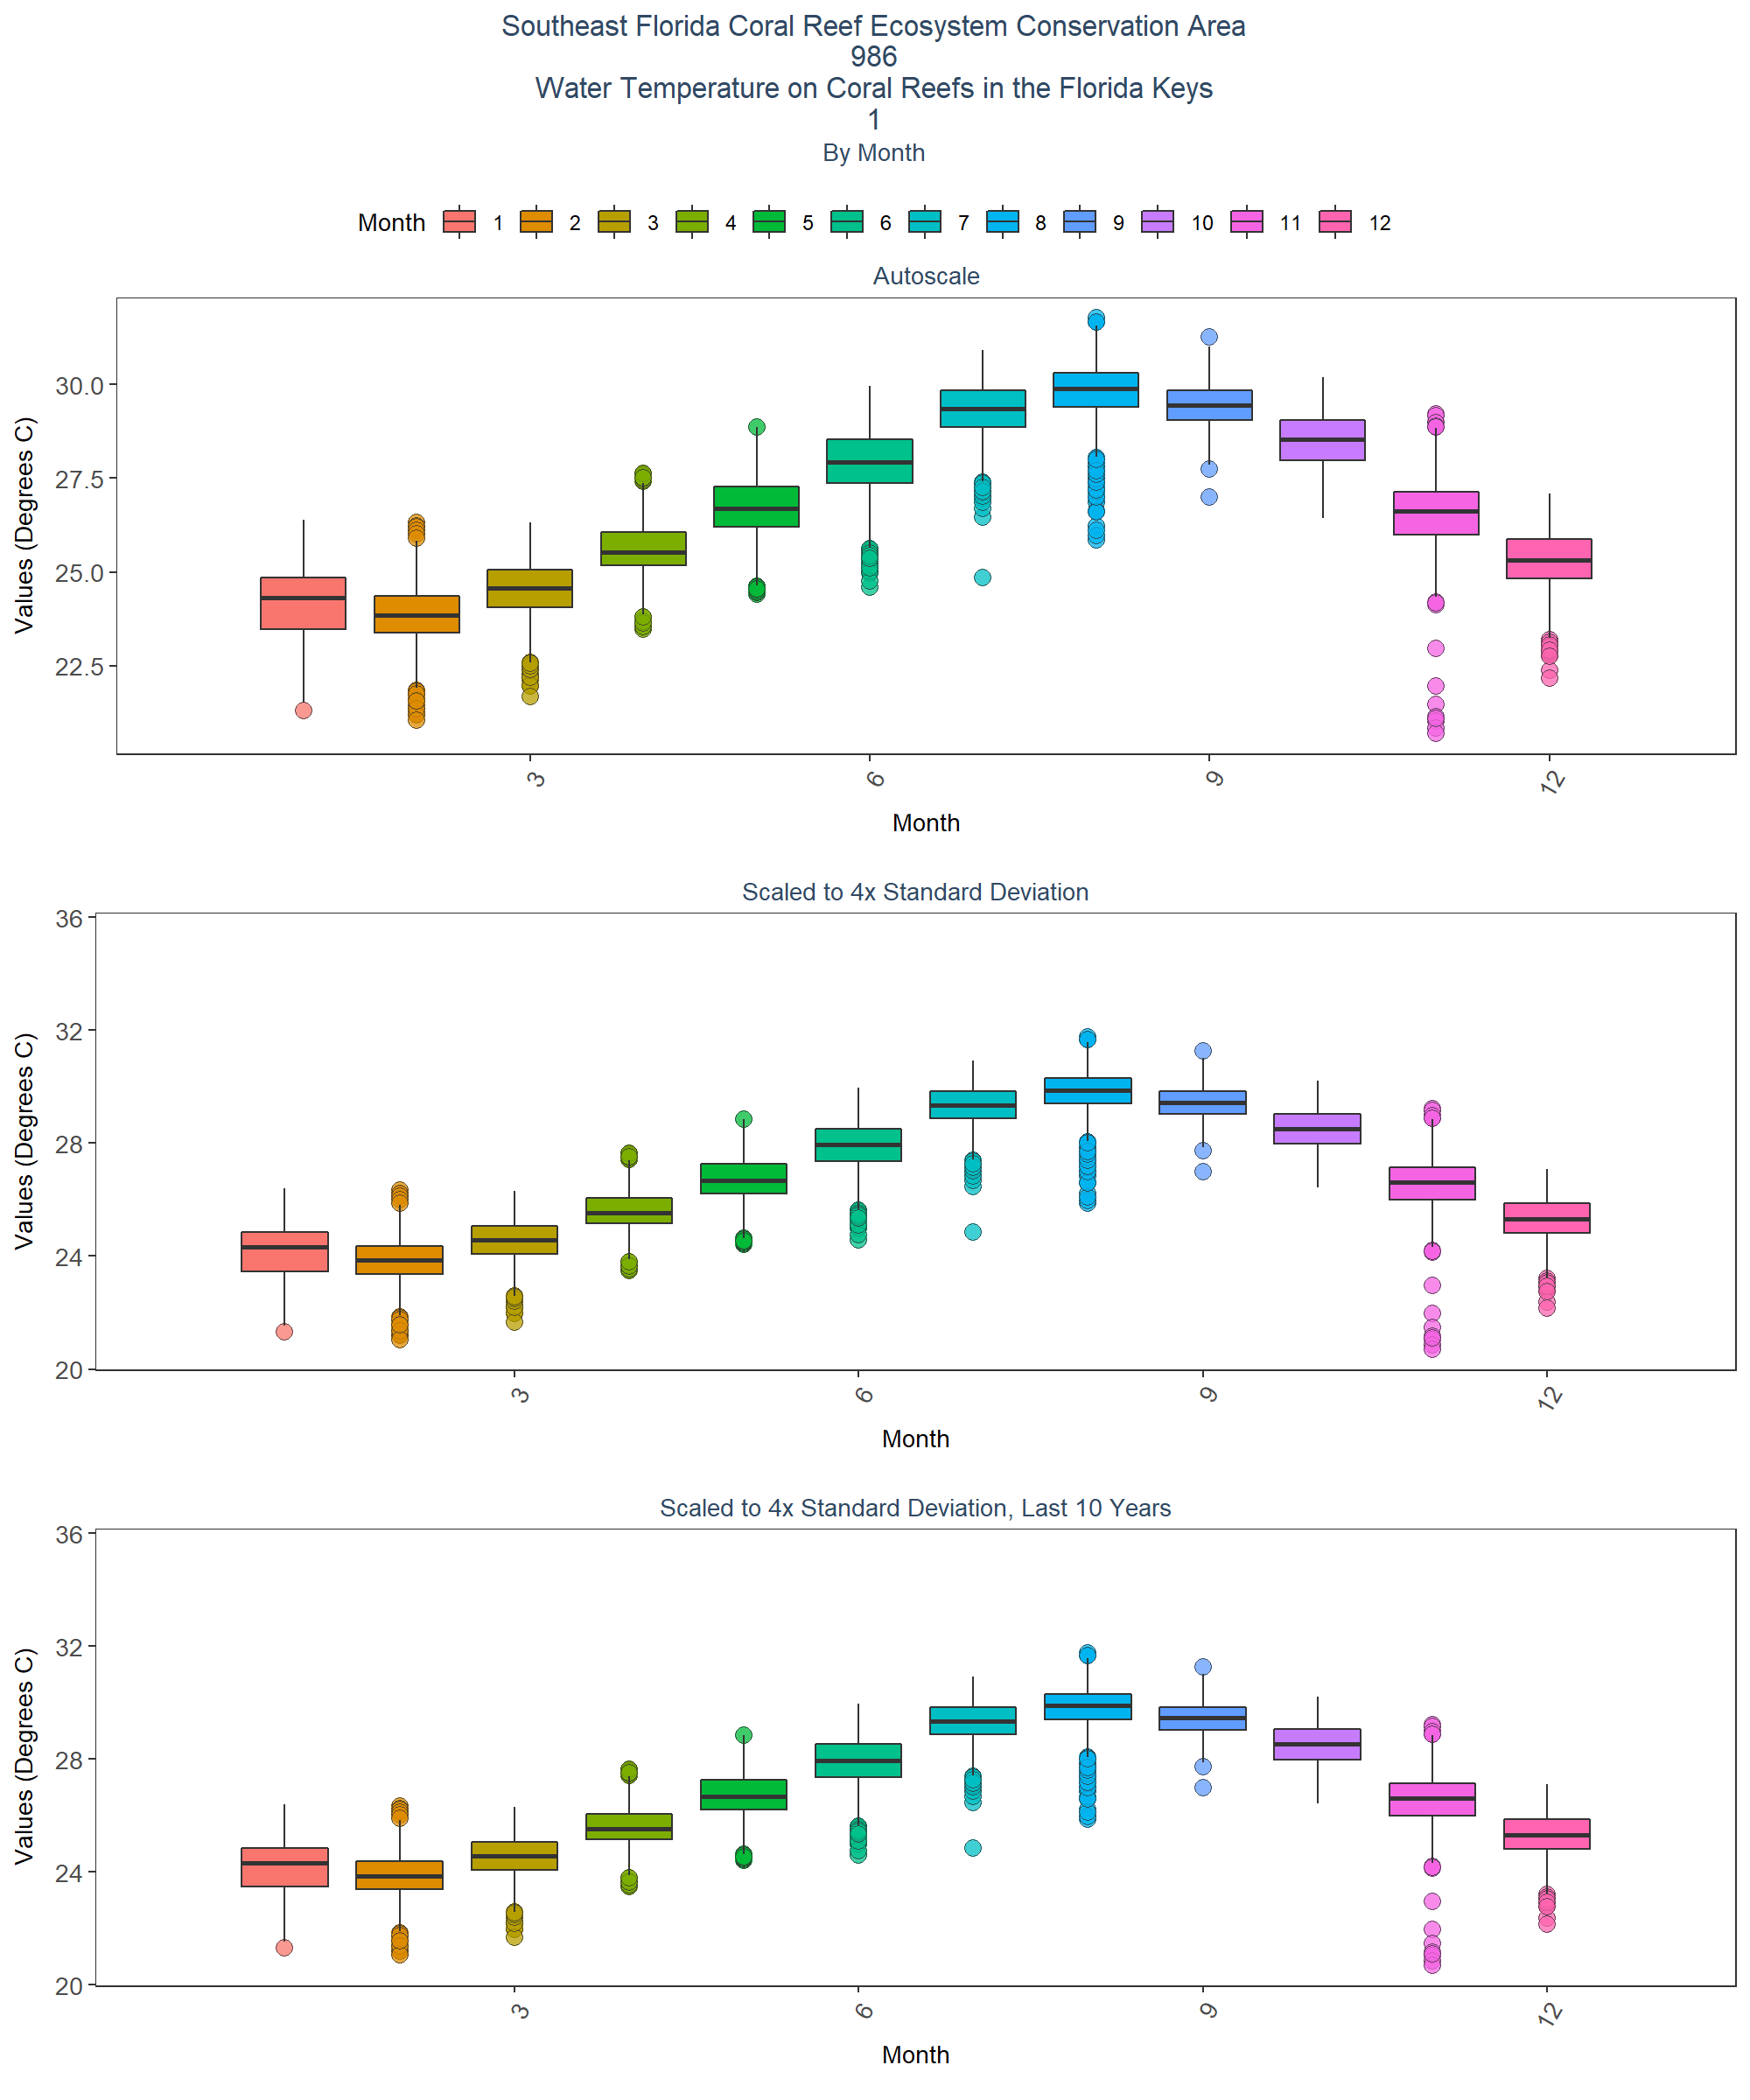 Southeast Florida Coral Reef Ecosystem Conservation Area
986
Water Temperature on Coral Reefs in the Florida Keys
1
By Month
Month 1 2 3 4 5 6 7 8 9 10 11 12
Autoscale
Values (Degrees C)
30.0
27.5
25.0
22.5
3 6 9 12
Month
Scaled to 4x Standard Deviation
Values (Degrees C)
36
32
28
24
20
3 6 9 12
Month
Scaled to 4x Standard Deviation, Last 10 Years
Values (Degrees C)
36
32
28
24
20
3 6 9 12
Month